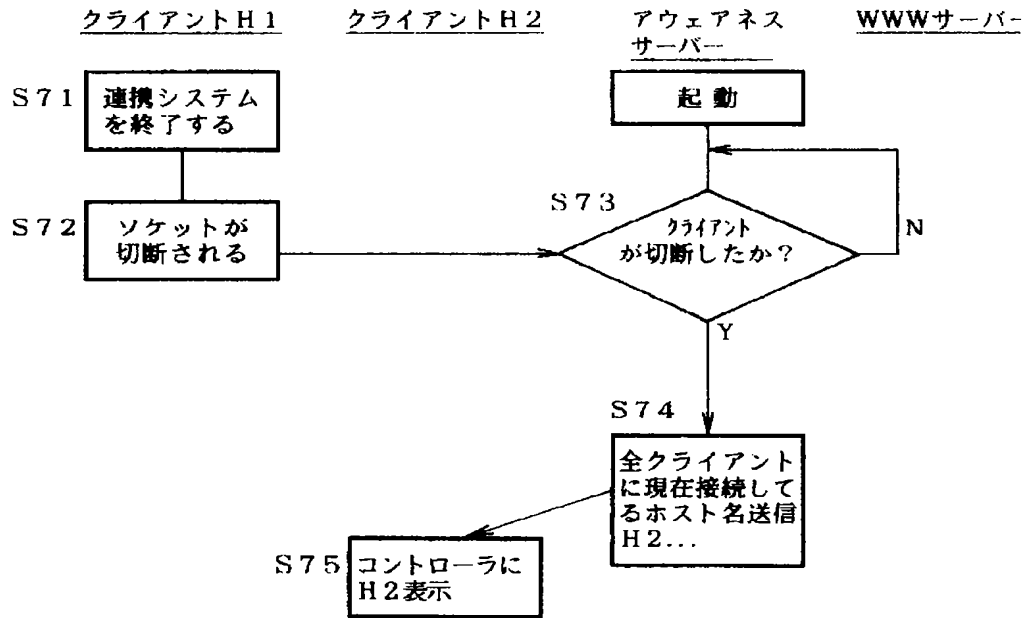 クライアントH1
クライアントH2
アウェアネス
サーバー
WWWサーバー
S71
連携システム
を終了する
起動
S72
ソケットが
切断される
S73
クライアント
が切断したか?
N
Y
S74
全クライアント
に現在接続して
るホスト名送信
H2...
S75
コントローラに
H2表示